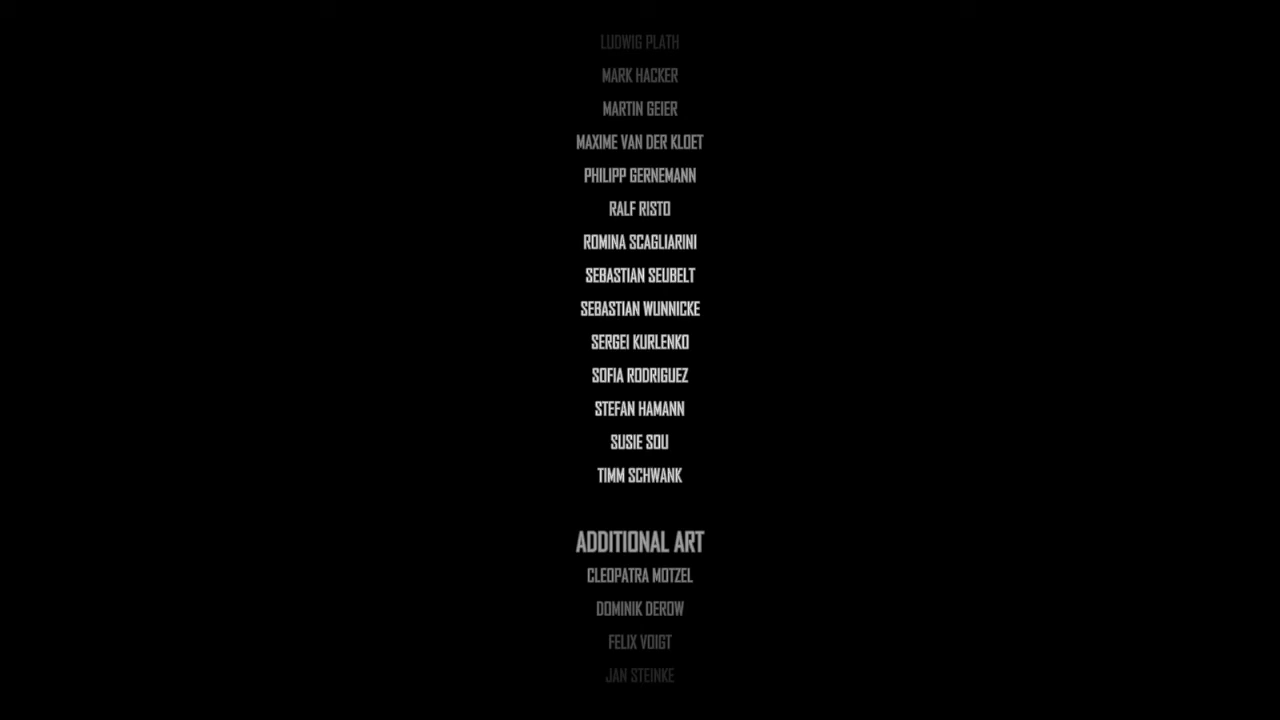 LUDWIG PLATH
MARK HACKER
MARTIN GEIER
MAXIME VAN DER KLOET
PHILIPP GERNEMANN
RALF RISTO
ROMINA SCAGLIARINI
SEBASTIAN SEUBELT
SEBASTIAN WUNNICKE
SERGEI KURLENKO
SOFIA RODRIGUEZ
STEFAN HAMANN
SUSIE SOU
TIMM SCHWANK
ADDITIONAL ART
CLEOPATRA MOTZEL
DOMINIK DEROW
FELIX VOIGT
JAN STEINKE